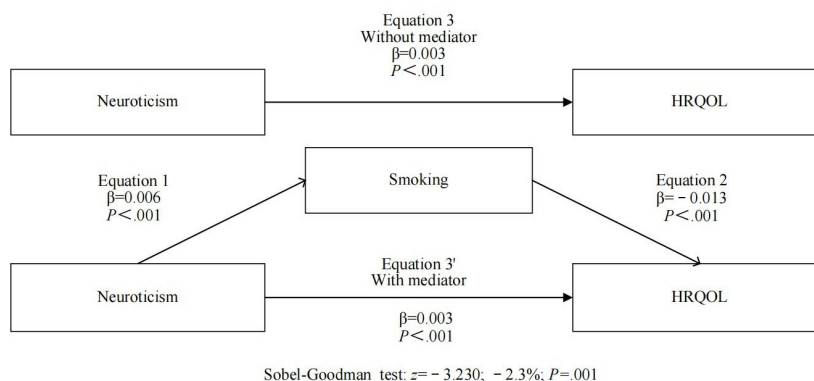 Equation 3
Without mediator
β=0.003
P<.001
Neuroticism
HRQOL
Smoking
Equation 1
β=0.006
P<.001
Equation 2
β=－0.013
P<.001
Neuroticism
Equation 3'
With mediator
β=0.003
P<.001
HRQOL
Sobel-Goodman test: z=－3.230; －2.3%; P=.001